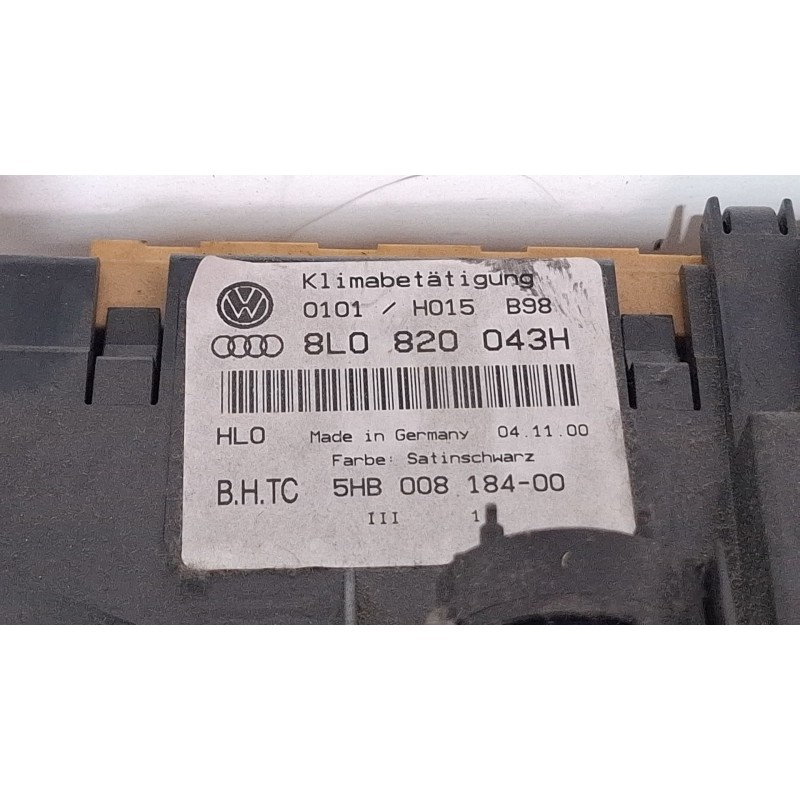 Klimabetätigung
0101 / H015 B98
8L0 820 043H
HLO Made in Germany 04.11.00
Farbe: Satinschwarz
B.H.TC 5HB 008 184-00
III 1